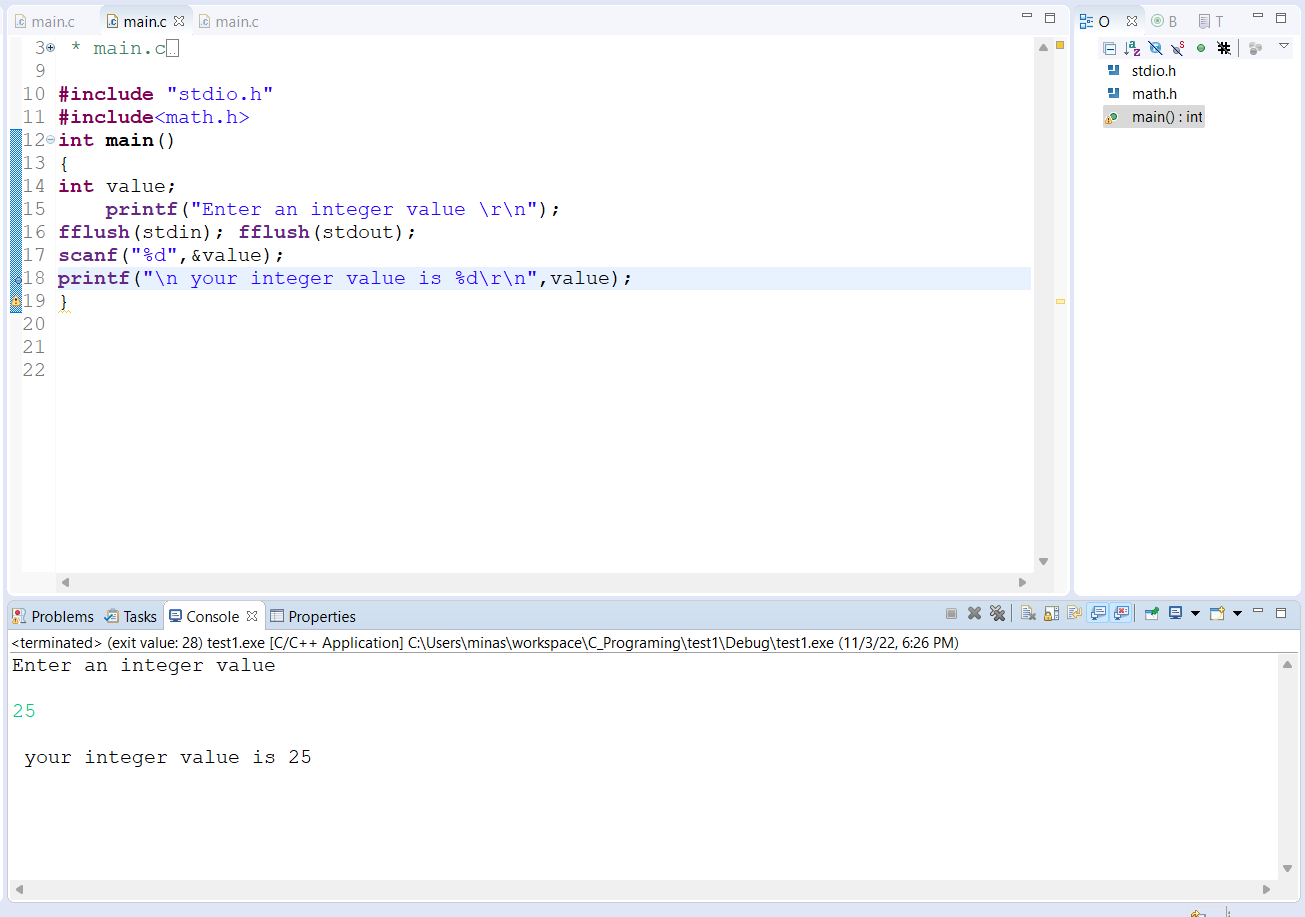 main.c main.c main.c
3 * main.c
9
10 #include "stdio.h"
11 #include<math.h>
12 int main()
13 {
14 int value;
15     printf("Enter an integer value \r\n");
16 fflush(stdin); fflush(stdout);
17 scanf("%d",&value);
18 printf("\n your integer value is %d\r\n",value);
19 }
20
21
22
O B T
stdio.h
math.h
main() : int
Problems Tasks Console Properties
<terminated> (exit value: 28) test1.exe [C/C++ Application] C:\Users\minas\workspace\C_Programing\test1\Debug\test1.exe (11/3/22, 6:26 PM)
Enter an integer value
25
your integer value is 25